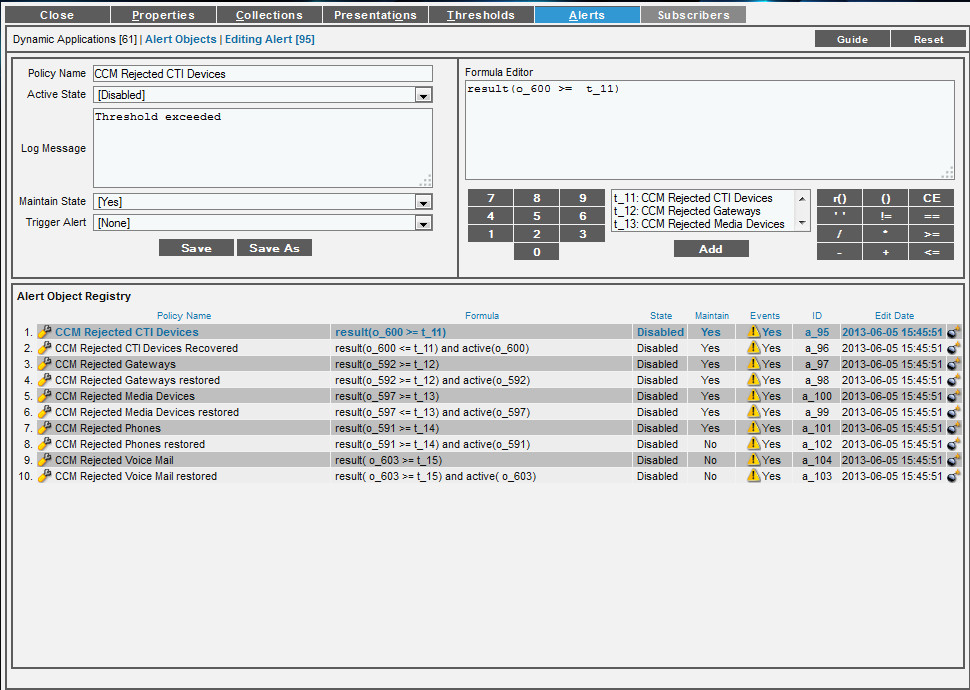 Close Properties Collections Presentations Thresholds Alerts Subscribers
Dynamic Applications [61] | Alert Objects | Editing Alert [95] Guide Reset
Policy Name CCM Rejected CTI Devices
Active State [Disabled]
Log Message Threshold exceeded
Maintain State [Yes]
Trigger Alert [None]
Save Save As
Formula Editor
result(o_600 >=  t_11)
7 8 9
4 5 6
1 2 3
0
t_11: CCM Rejected CTI Devices
t_12: CCM Rejected Gateways
t_13: CCM Rejected Media Devices
Add
r() () CE
' ' != ==
/ * >=
- + <=
Alert Object Registry
Policy Name Formula State Maintain Events ID Edit Date
1. CCM Rejected CTI Devices result(o_600 >= t_11) Disabled Yes Yes a_95 2013-06-05 15:45:51
2. CCM Rejected CTI Devices Recovered result(o_600 <= t_11) and active(o_600) Disabled Yes Yes a_96 2013-06-05 15:45:51
3. CCM Rejected Gateways result(o_592 >= t_12) Disabled Yes Yes a_97 2013-06-05 15:45:51
4. CCM Rejected Gateways restored result(o_592 >= t_12) and active(o_592) Disabled Yes Yes a_98 2013-06-05 15:45:51
5. CCM Rejected Media Devices result(o_597 >= t_13) Disabled Yes Yes a_100 2013-06-05 15:45:51
6. CCM Rejected Media Devices restored result(o_597 <= t_13) and active(o_597) Disabled Yes Yes a_99 2013-06-05 15:45:51
7. CCM Rejected Phones result(o_591 >= t_14) Disabled Yes Yes a_101 2013-06-05 15:45:51
8. CCM Rejected Phones restored result(o_591 >= t_14) and active(o_591) Disabled No Yes a_102 2013-06-05 15:45:51
9. CCM Rejected Voice Mail result( o_603 >= t_15) Disabled No Yes a_104 2013-06-05 15:45:51
10. CCM Rejected Voice Mail restored result( o_603 >= t_15) and active( o_603) Disabled No Yes a_103 2013-06-05 15:45:51